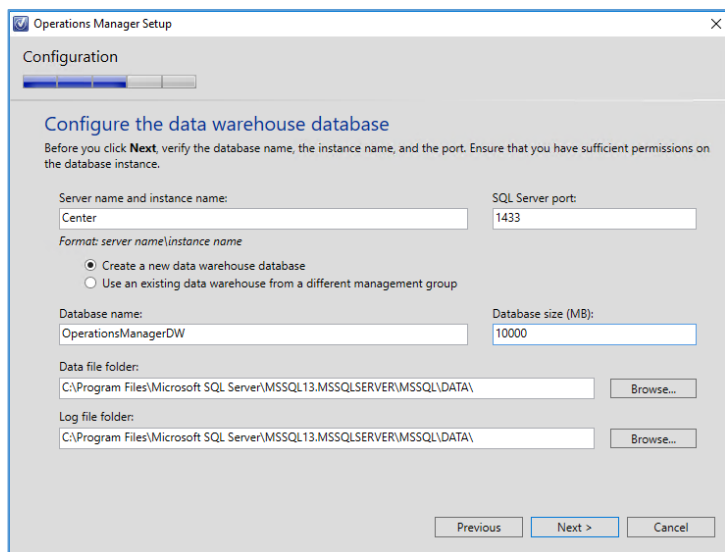 Operations Manager Setup
Configuration
Configure the data warehouse database
Before you click Next, verify the database name, the instance name, and the port. Ensure that you have sufficient permissions on
the database instance.
Server name and instance name:
SQL Server port:
Center
1433
Format: server name\instance name
Create a new data warehouse database
Use an existing data warehouse from a different management group
Database name:
Database size (MB):
OperationsManagerDW
10000
Data file folder:
C:\Program Files\Microsoft SQL Server\MSSQL13.MSSQLSERVER\MSSQL\DATA\
Browse...
Log file folder:
C:\Program Files\Microsoft SQL Server\MSSQL13.MSSQLSERVER\MSSQL\DATA\
Browse...
Previous
Next >
Cancel